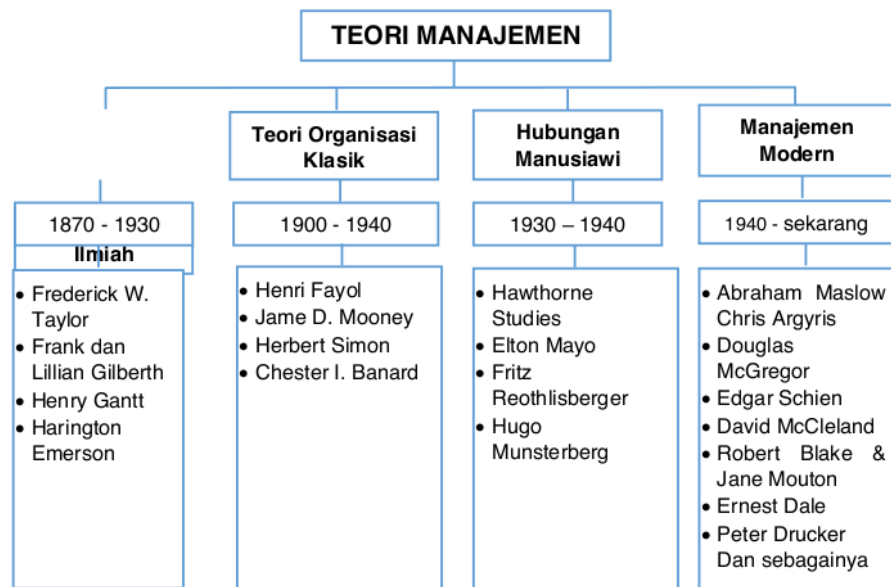 TEORI MANAJEMEN
Teori Organisasi
Klasik
Hubungan
Manusiawi
Manajemen
Modern
1870 - 1930
Ilmiah
1900 - 1940
1930 – 1940
1940 - sekarang
• Frederick W.
Taylor
• Frank dan
Lillian Gilberth
• Henry Gantt
• Harington
Emerson
• Henri Fayol
• Jame D. Mooney
• Herbert Simon
• Chester I. Banard
• Hawthorne
Studies
• Elton Mayo
• Fritz
Reothlisberger
• Hugo
Munsterberg
• Abraham Maslow
Chris Argyris
• Douglas
McGregor
• Edgar Schien
• David McCleland
• Robert Blake &
Jane Mouton
• Ernest Dale
• Peter Drucker
Dan sebagainya